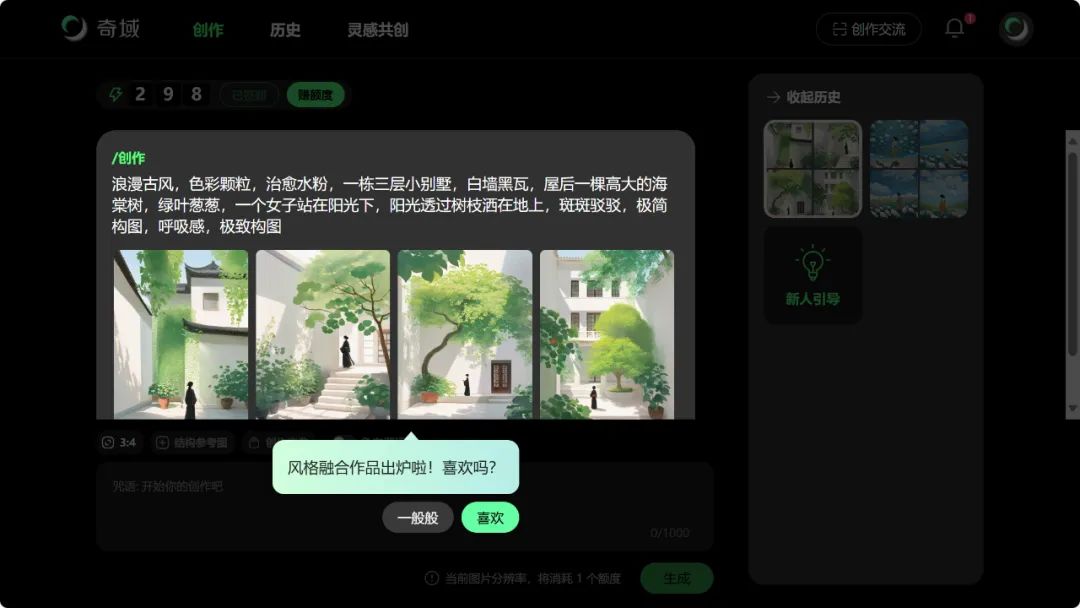 奇域
创作
历史
灵感共创
创作交流
1
2 9 8
已签到
赚额度
/创作
浪漫古风，色彩颗粒，治愈水粉，一栋三层小别墅，白墙黑瓦，屋后一棵高大的海
棠树，绿叶葱葱，一个女子站在阳光下，阳光透过树枝洒在地上，斑斑驳驳，极简
构图，呼吸感，极致构图
3:4
结构参考图
风格融合作品出炉啦！喜欢吗？
咒语: 开始你的创作吧
一般般
喜欢
0/1000
当前图片分辨率，将消耗 1 个额度
生成
收起历史
新人引导